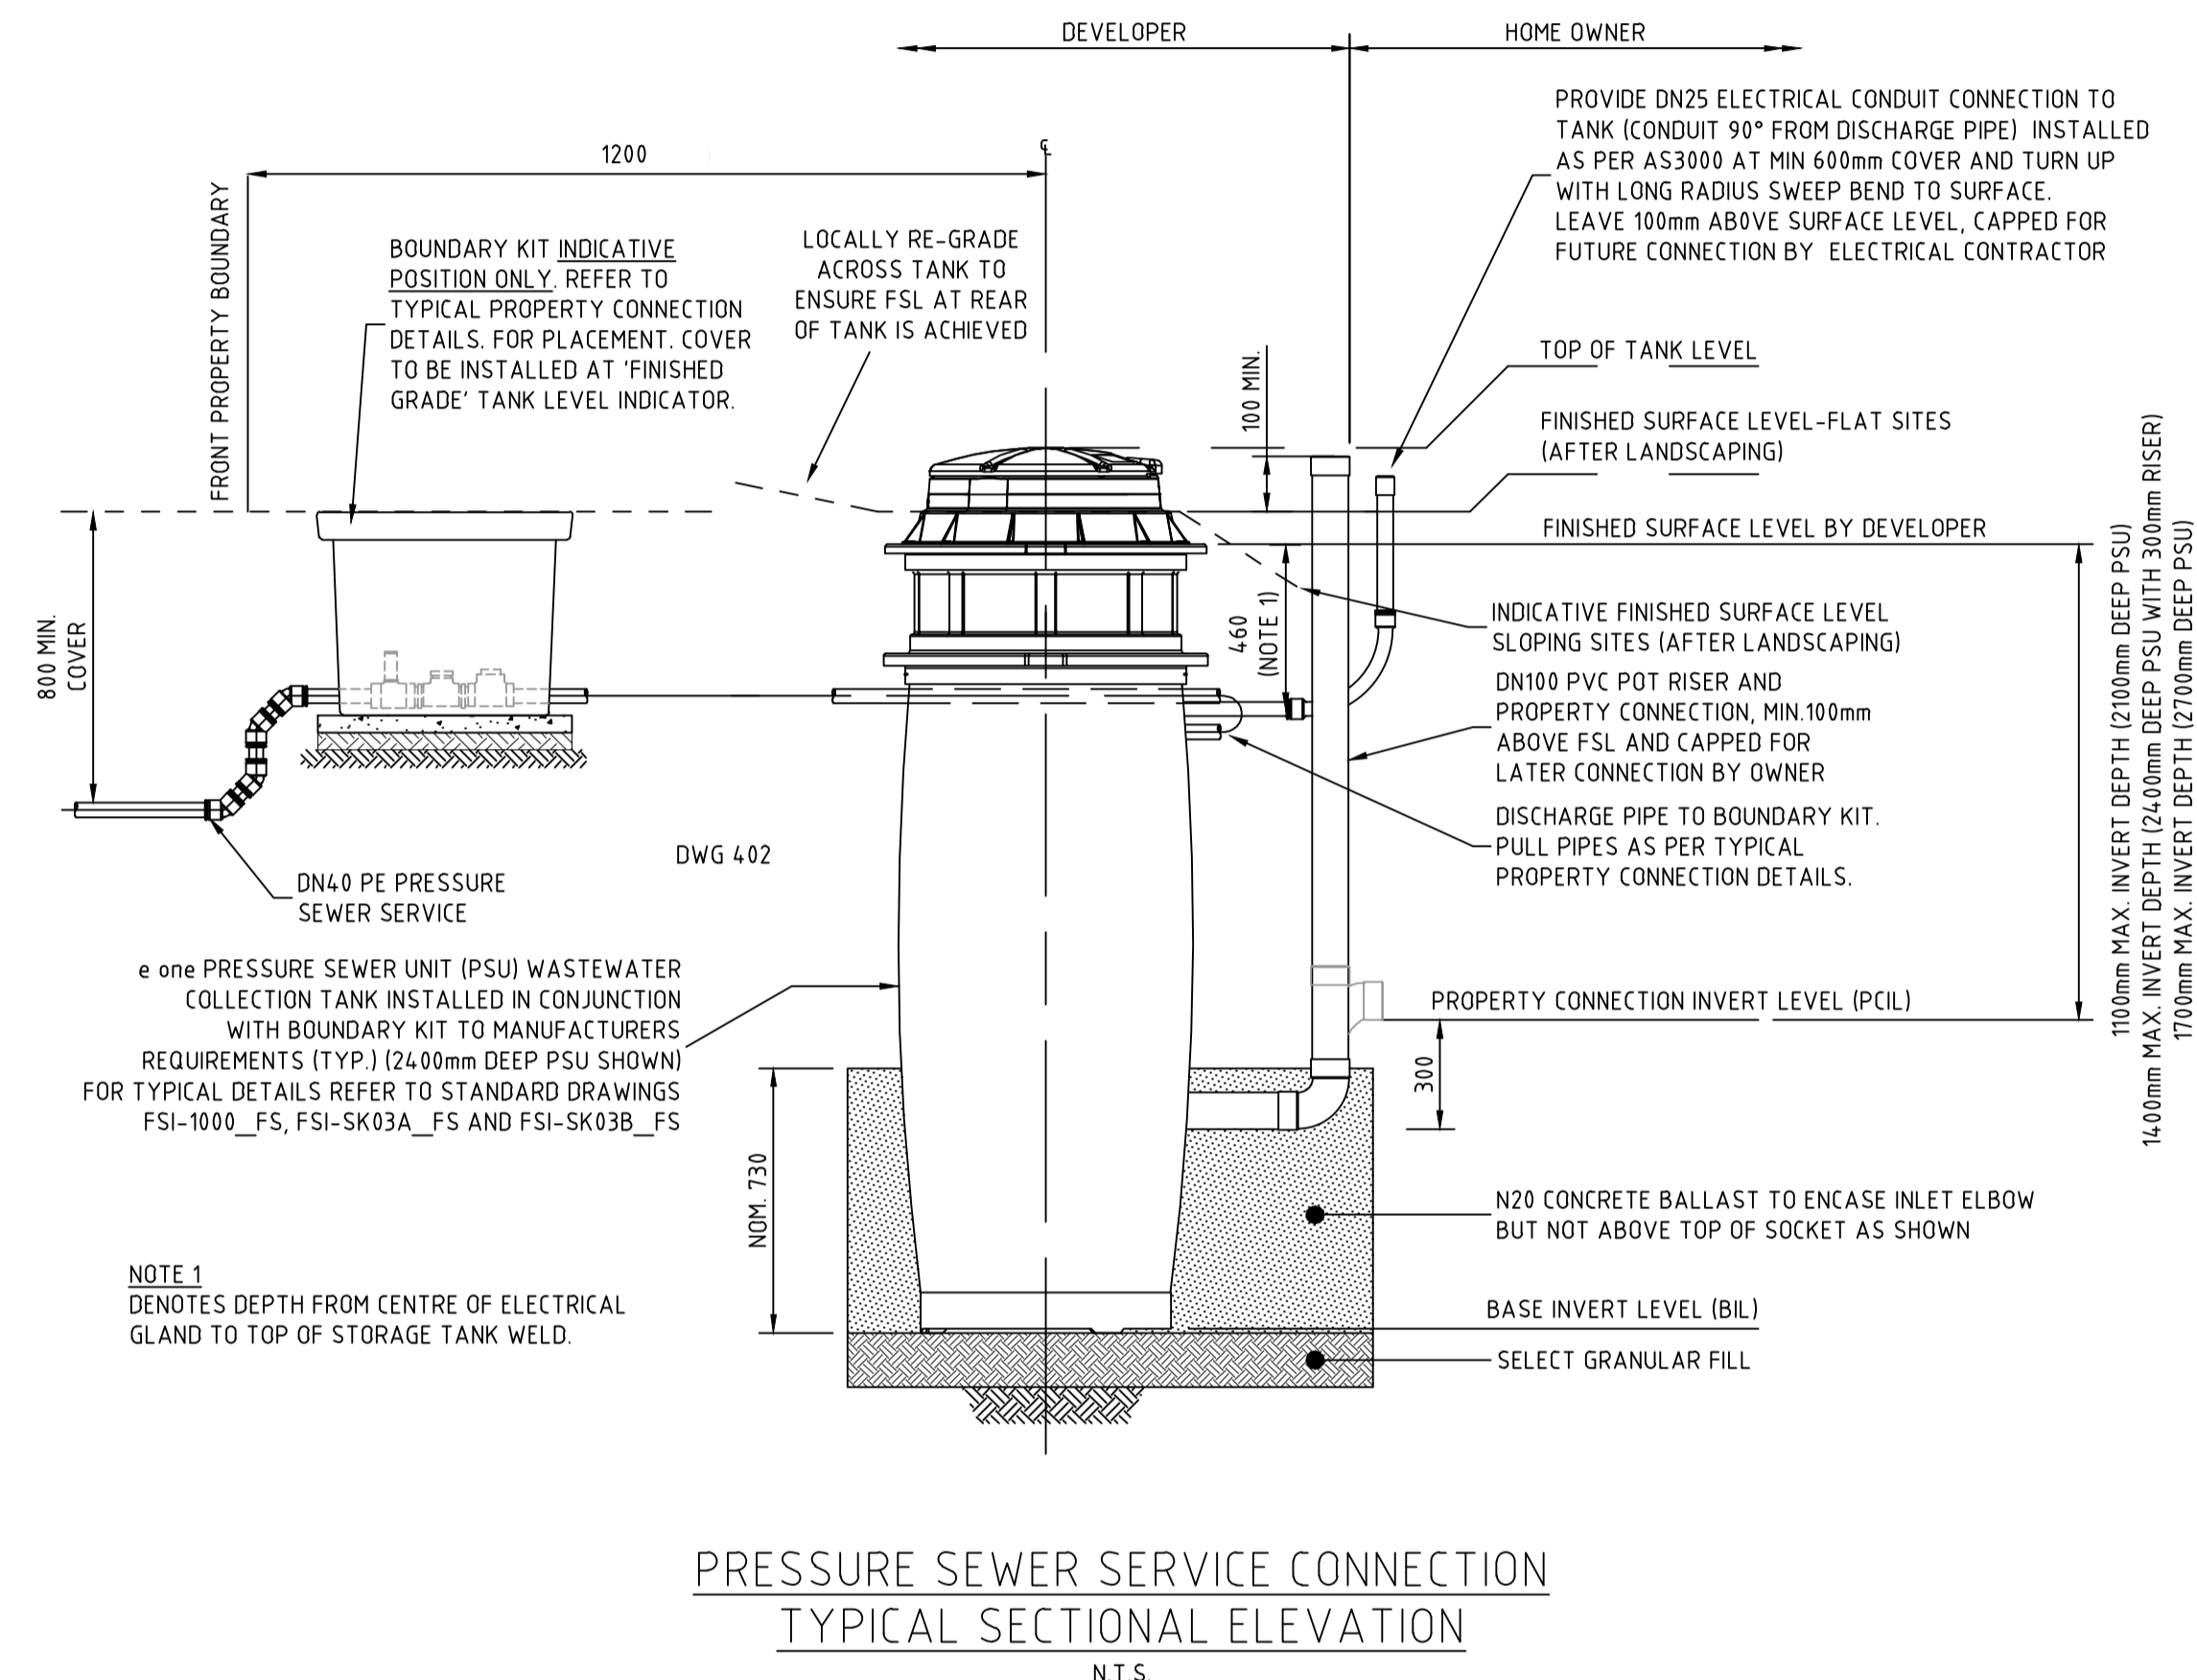 DEVELOPER
HOME OWNER
PROVIDE DN25 ELECTRICAL CONDUIT CONNECTION TO
TANK (CONDUIT 90° FROM DISCHARGE PIPE) INSTALLED
AS PER AS3000 AT MIN 600mm COVER AND TURN UP
WITH LONG RADIUS SWEEP BEND TO SURFACE.
LEAVE 100mm ABOVE SURFACE LEVEL, CAPPED FOR
FUTURE CONNECTION BY ELECTRICAL CONTRACTOR
1200
℄
FRONT PROPERTY BOUNDARY
BOUNDARY KIT INDICATIVE
POSITION ONLY. REFER TO
TYPICAL PROPERTY CONNECTION
DETAILS. FOR PLACEMENT. COVER
TO BE INSTALLED AT 'FINISHED
GRADE' TANK LEVEL INDICATOR.
LOCALLY RE-GRADE
ACROSS TANK TO
ENSURE FSL AT REAR
OF TANK IS ACHIEVED
100 MIN.
TOP OF TANK LEVEL
FINISHED SURFACE LEVEL-FLAT SITES
(AFTER LANDSCAPING)
FINISHED SURFACE LEVEL BY DEVELOPER
800 MIN.
COVER
460
(NOTE 1)
INDICATIVE FINISHED SURFACE LEVEL
SLOPING SITES (AFTER LANDSCAPING)
DN100 PVC POT RISER AND
PROPERTY CONNECTION, MIN.100mm
ABOVE FSL AND CAPPED FOR
LATER CONNECTION BY OWNER
DISCHARGE PIPE TO BOUNDARY KIT.
PULL PIPES AS PER TYPICAL
PROPERTY CONNECTION DETAILS.
1100mm MAX. INVERT DEPTH (2100mm DEEP PSU)
1400mm MAX. INVERT DEPTH (2400mm DEEP PSU WITH 300mm RISER)
1700mm MAX. INVERT DEPTH (2700mm DEEP PSU)
DWG 402
DN40 PE PRESSURE
SEWER SERVICE
e one PRESSURE SEWER UNIT (PSU) WASTEWATER
COLLECTION TANK INSTALLED IN CONJUNCTION
WITH BOUNDARY KIT TO MANUFACTURERS
REQUIREMENTS (TYP.) (2400mm DEEP PSU SHOWN)
FOR TYPICAL DETAILS REFER TO STANDARD DRAWINGS
FSI-1000__FS, FSI-SK03A__FS AND FSI-SK03B__FS
PROPERTY CONNECTION INVERT LEVEL (PCIL)
300
NOM. 730
N20 CONCRETE BALLAST TO ENCASE INLET ELBOW
BUT NOT ABOVE TOP OF SOCKET AS SHOWN
NOTE 1
DENOTES DEPTH FROM CENTRE OF ELECTRICAL
GLAND TO TOP OF STORAGE TANK WELD.
BASE INVERT LEVEL (BIL)
SELECT GRANULAR FILL
PRESSURE SEWER SERVICE CONNECTION
TYPICAL SECTIONAL ELEVATION
N.T.S.